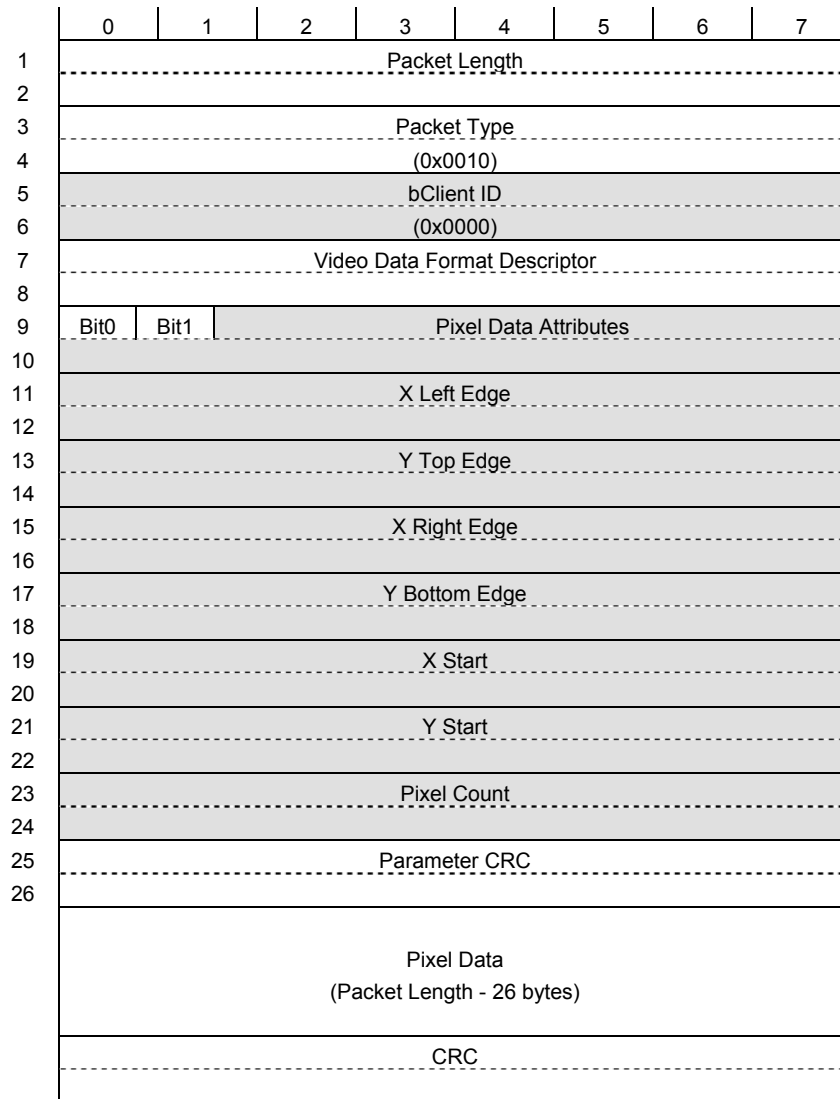 0 1 2 3 4 5 6 7
1 Packet Length
2
3 Packet Type
4 (0x0010)
5 bClient ID
6 (0x0000)
7 Video Data Format Descriptor
8
9 Bit0 Bit1 Pixel Data Attributes
10
11 X Left Edge
12
13 Y Top Edge
14
15 X Right Edge
16
17 Y Bottom Edge
18
19 X Start
20
21 Y Start
22
23 Pixel Count
24
25 Parameter CRC
26
Pixel Data
(Packet Length - 26 bytes)
CRC